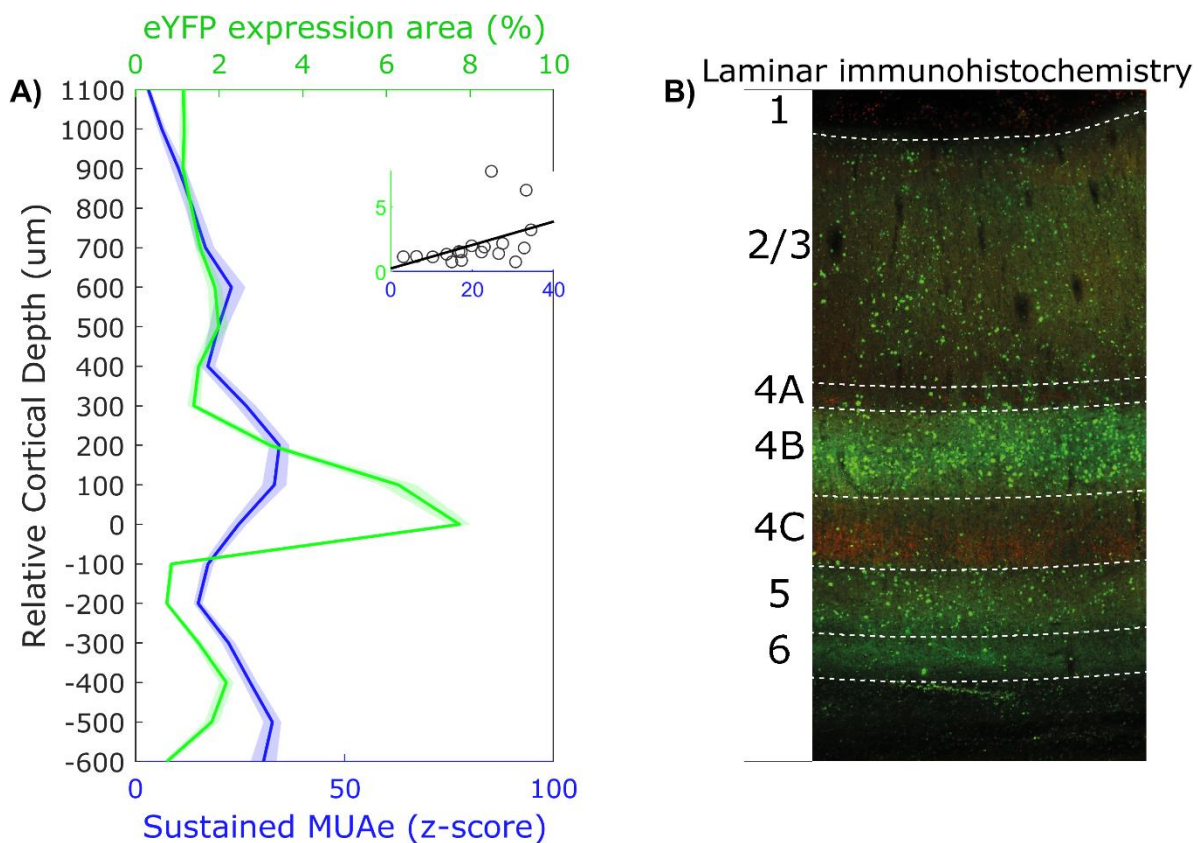 eYFP expression area (%)
0 2 4 6 8 10
A)
Relative Cortical Depth (um)
1100
1000
900
800
700
600
500
400
300
200
100
0
-100
-200
-300
-400
-500
-600
5
0
0 20 40
0 50 100
Sustained MUAe (z-score)
Laminar immunohistochemistry
B)
1
2/3
4A
4B
4C
5
6